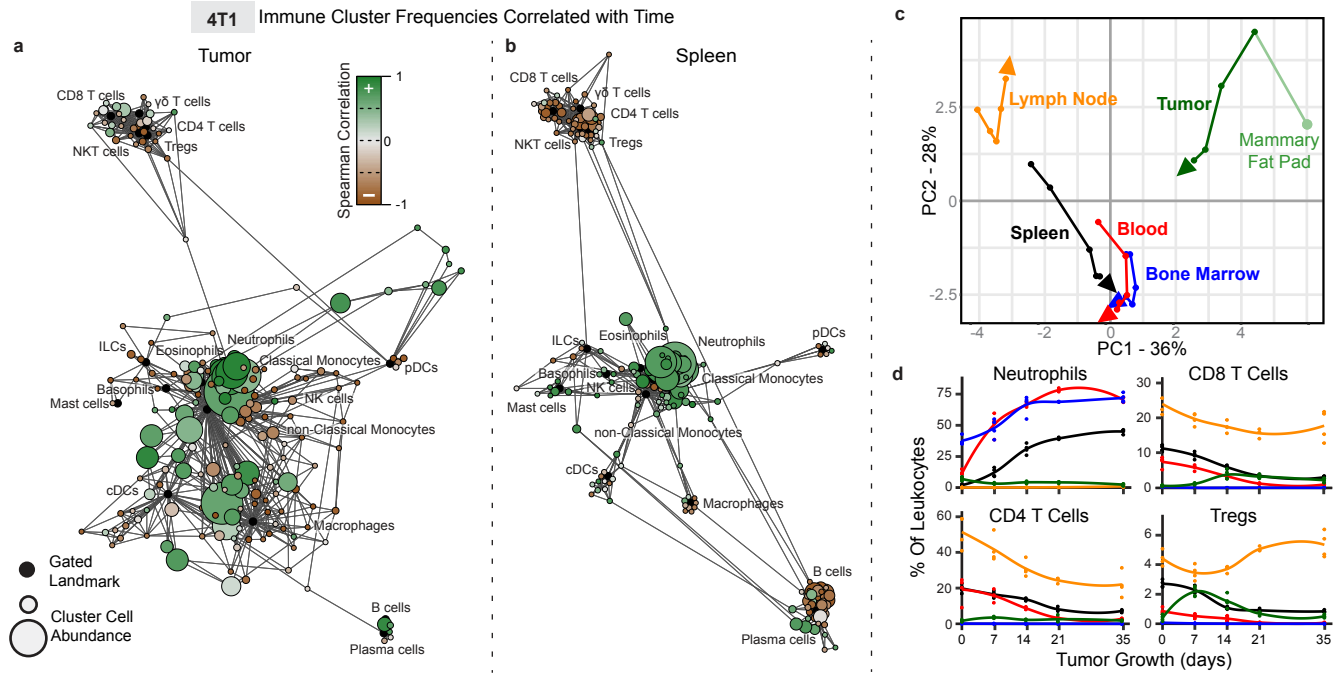 4T1 Immune Cluster Frequencies Correlated with Time
a
Tumor
CD8 T cells
γδ T cells
CD4 T cells
Tregs
NKT cells
Spearman Correlation
1
+
0
−
-1
ILCs
Eosinophils
Neutrophils
Classical Monocytes
pDCs
Basophils
NK cells
Mast cells
non-Classical Monocytes
cDCs
Macrophages
B cells
Plasma cells
Gated
Landmark
Cluster Cell
Abundance
b
Spleen
CD8 T cells
γδ T cells
CD4 T cells
NKT cells
Tregs
ILCs
Eosinophils
Neutrophils
pDCs
Basophils
NK cells
Classical Monocytes
Mast cells
non-Classical Monocytes
cDCs
Macrophages
B cells
Plasma cells
c
PC2 - 28%
2.5
0
-2.5
Lymph Node
Tumor
Mammary
Fat Pad
Spleen
Blood
Bone Marrow
-4 -2 0 2 4
PC1 - 36%
d
% Of Leukocytes
Neutrophils
75
50
25
0
CD8 T Cells
30
20
10
0
CD4 T Cells
60
40
20
0
0 7 14 21 35
Tregs
6
4
2
0
0 7 14 21 35
Tumor Growth (days)